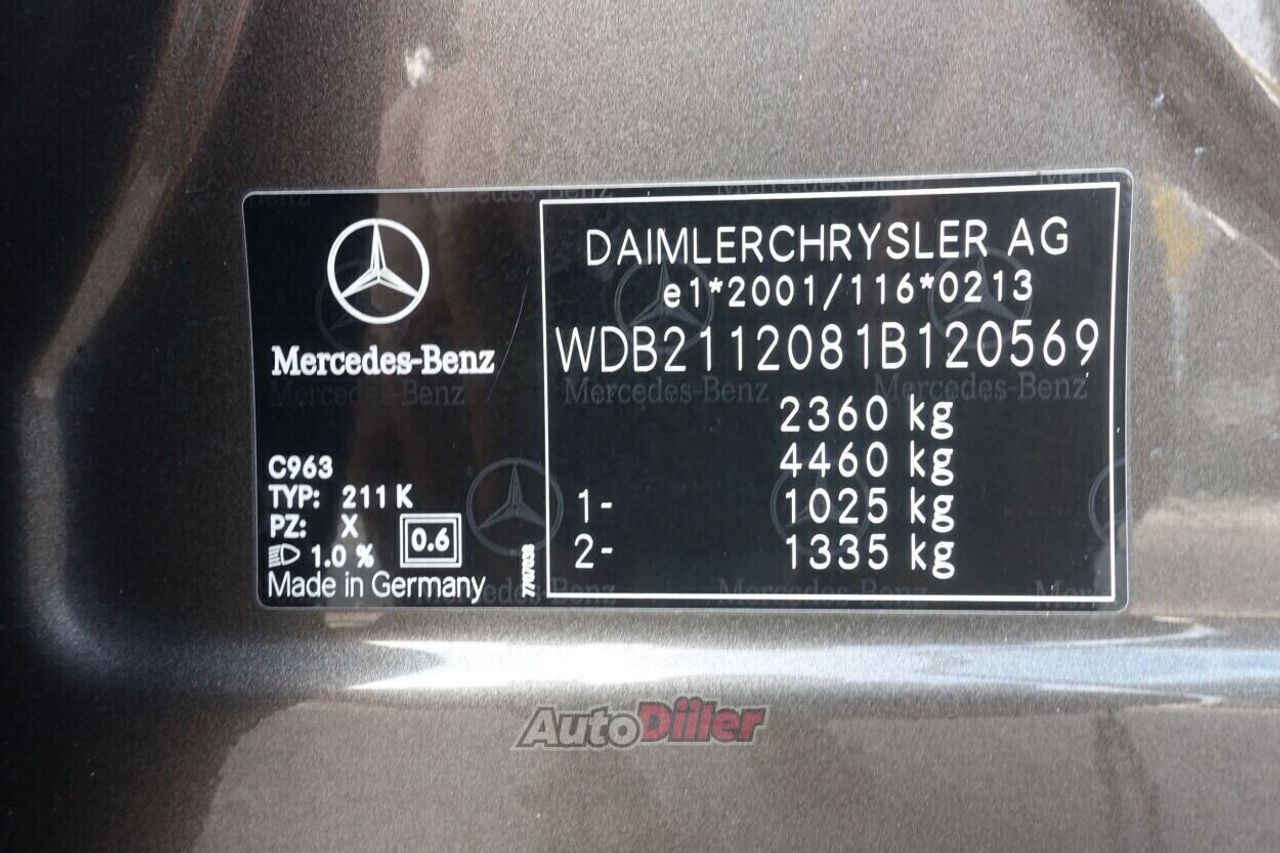 Mercedes-Benz
C963
TYP: 211 K
PZ: X
1.0 %
0.6
Made in Germany
7707038
DAIMLERCHRYSLER AG
e1*2001/116*0213
WDB2112081B120569
2360 kg
4460 kg
1- 1025 kg
2- 1335 kg
AutoDiiler